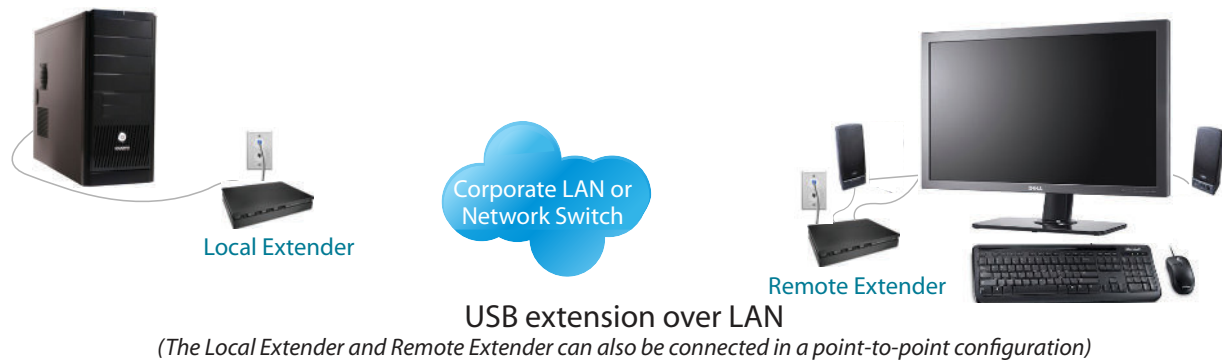 Corporate LAN or
Network Switch
Local Extender
DELL
Remote Extender
USB extension over LAN
(The Local Extender and Remote Extender can also be connected in a point-to-point configuration)